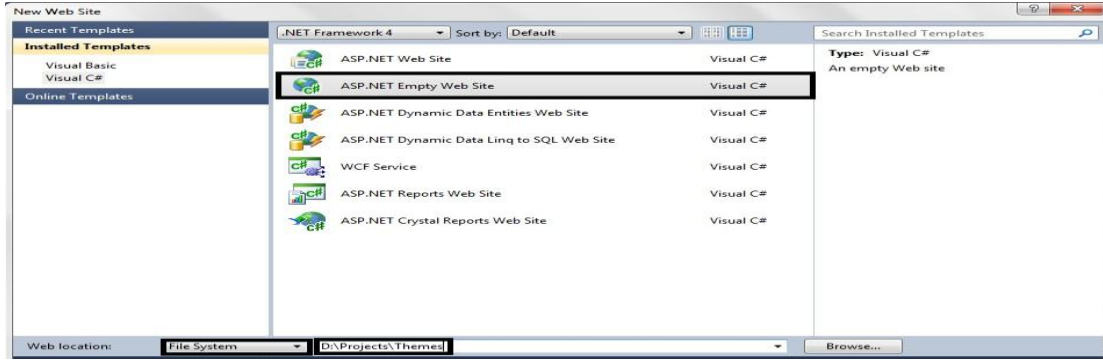 New Web Site
Recent Templates
Installed Templates
Visual Basic
Visual C#
Online Templates
.NET Framework 4 Sort by: Default
ASP.NET Web Site Visual C#
ASP.NET Empty Web Site Visual C#
ASP.NET Dynamic Data Entities Web Site Visual C#
ASP.NET Dynamic Data Linq to SQL Web Site Visual C#
WCF Service Visual C#
ASP.NET Reports Web Site Visual C#
ASP.NET Crystal Reports Web Site Visual C#
Search Installed Templates
Type: Visual C#
An empty Web site
Web location: File System D:\Projects\Themes Browse...